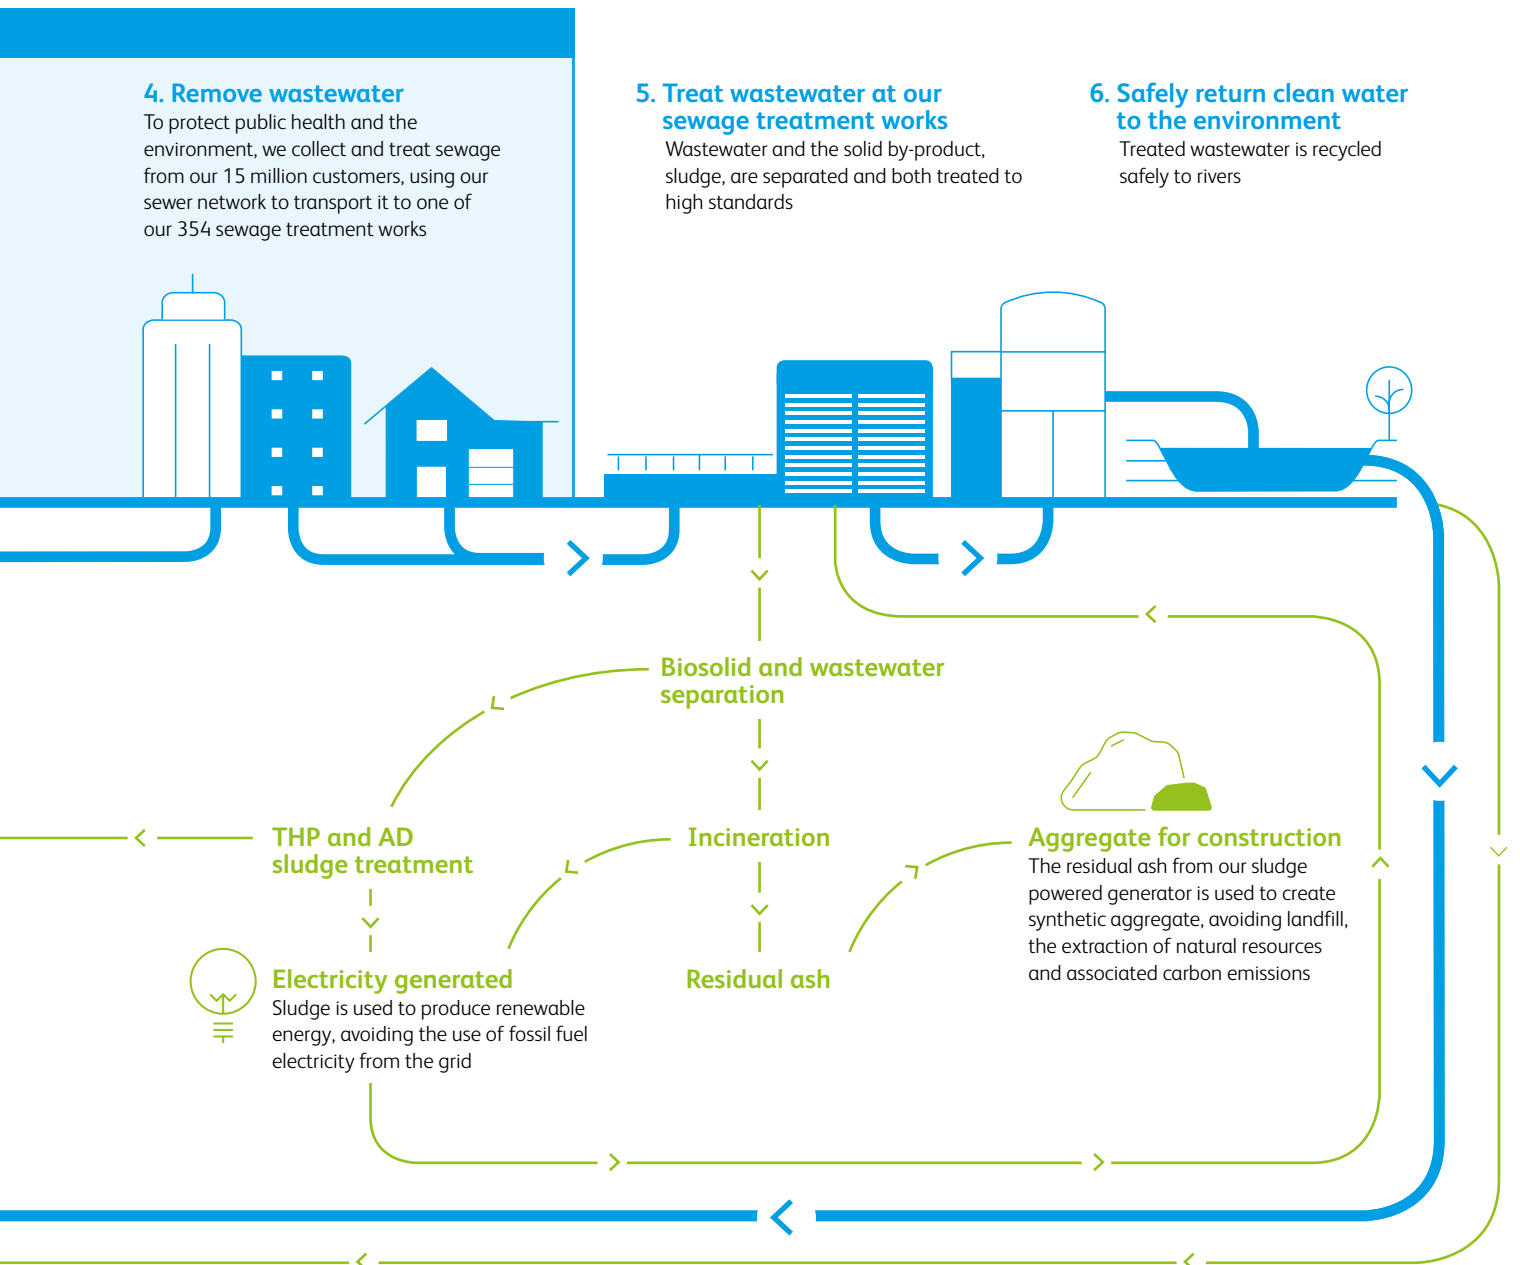 4. Remove wastewater
To protect public health and the
environment, we collect and treat sewage
from our 15 million customers, using our
sewer network to transport it to one of
our 354 sewage treatment works
5. Treat wastewater at our
sewage treatment works
Wastewater and the solid by-product,
sludge, are separated and both treated to
high standards
6. Safely return clean water
to the environment
Treated wastewater is recycled
safely to rivers
Biosolid and wastewater
separation
THP and AD
sludge treatment
Incineration
Aggregate for construction
The residual ash from our sludge
powered generator is used to create
synthetic aggregate, avoiding landfill,
the extraction of natural resources
and associated carbon emissions
Electricity generated
Sludge is used to produce renewable
energy, avoiding the use of fossil fuel
electricity from the grid
Residual ash